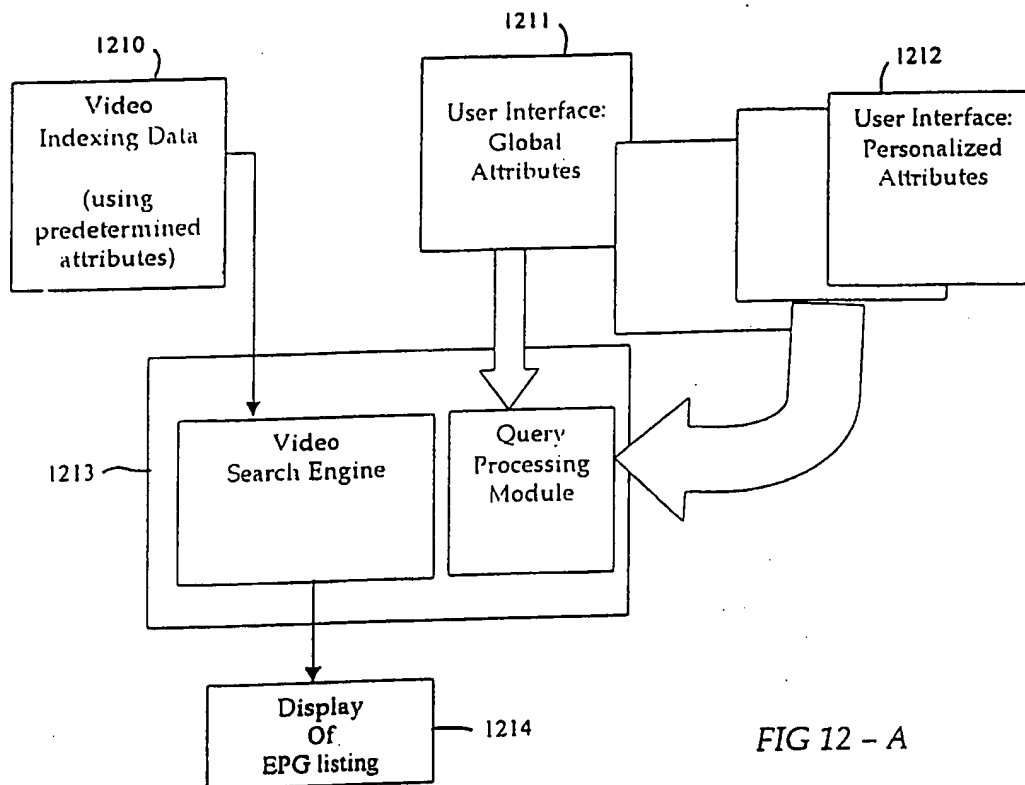 1210
Video
Indexing Data
(using
predetermined
attributes)
1211
User Interface:
Global
Attributes
1212
User Interface:
Personalized
Attributes
1213
Video
Search Engine
Query
Processing
Module
Display
Of
EPG listing
1214
FIG 12 – A